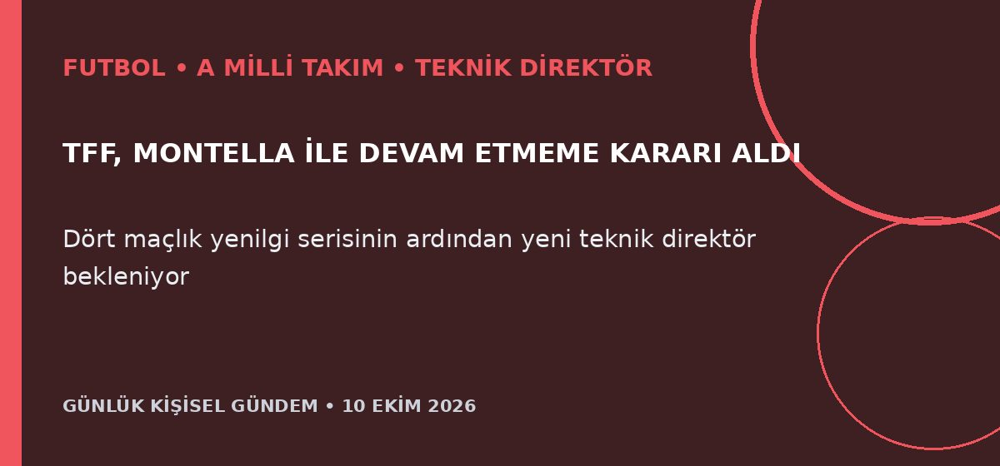 FUTBOL • A MİLLİ TAKIM • TEKNİK DİREKTÖR
TFF, MONTELLA İLE DEVAM ETMEME KARARI ALDI
Dört maçlık yenilgi serisinin ardından yeni teknik direktör
bekleniyor
GÜNLÜK KİŞİSEL GÜNDEM • 10 EKİM 2026